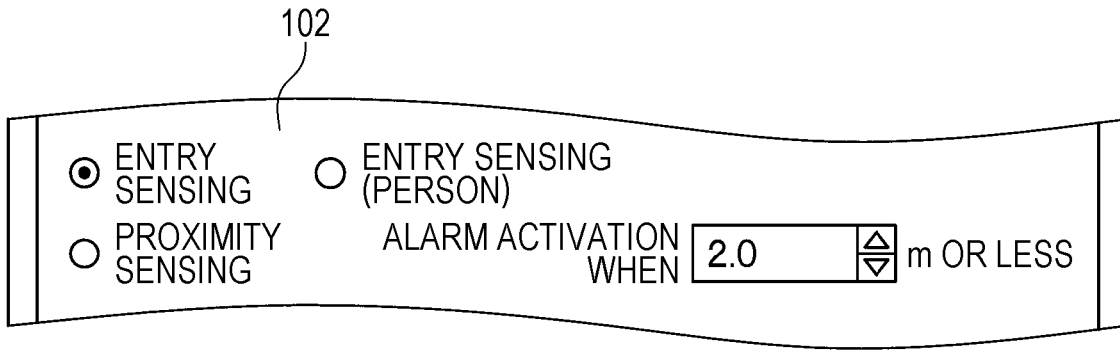 102
ENTRY
SENSING
ENTRY SENSING
(PERSON)
PROXIMITY
SENSING
ALARM ACTIVATION
WHEN
2.0
m OR LESS